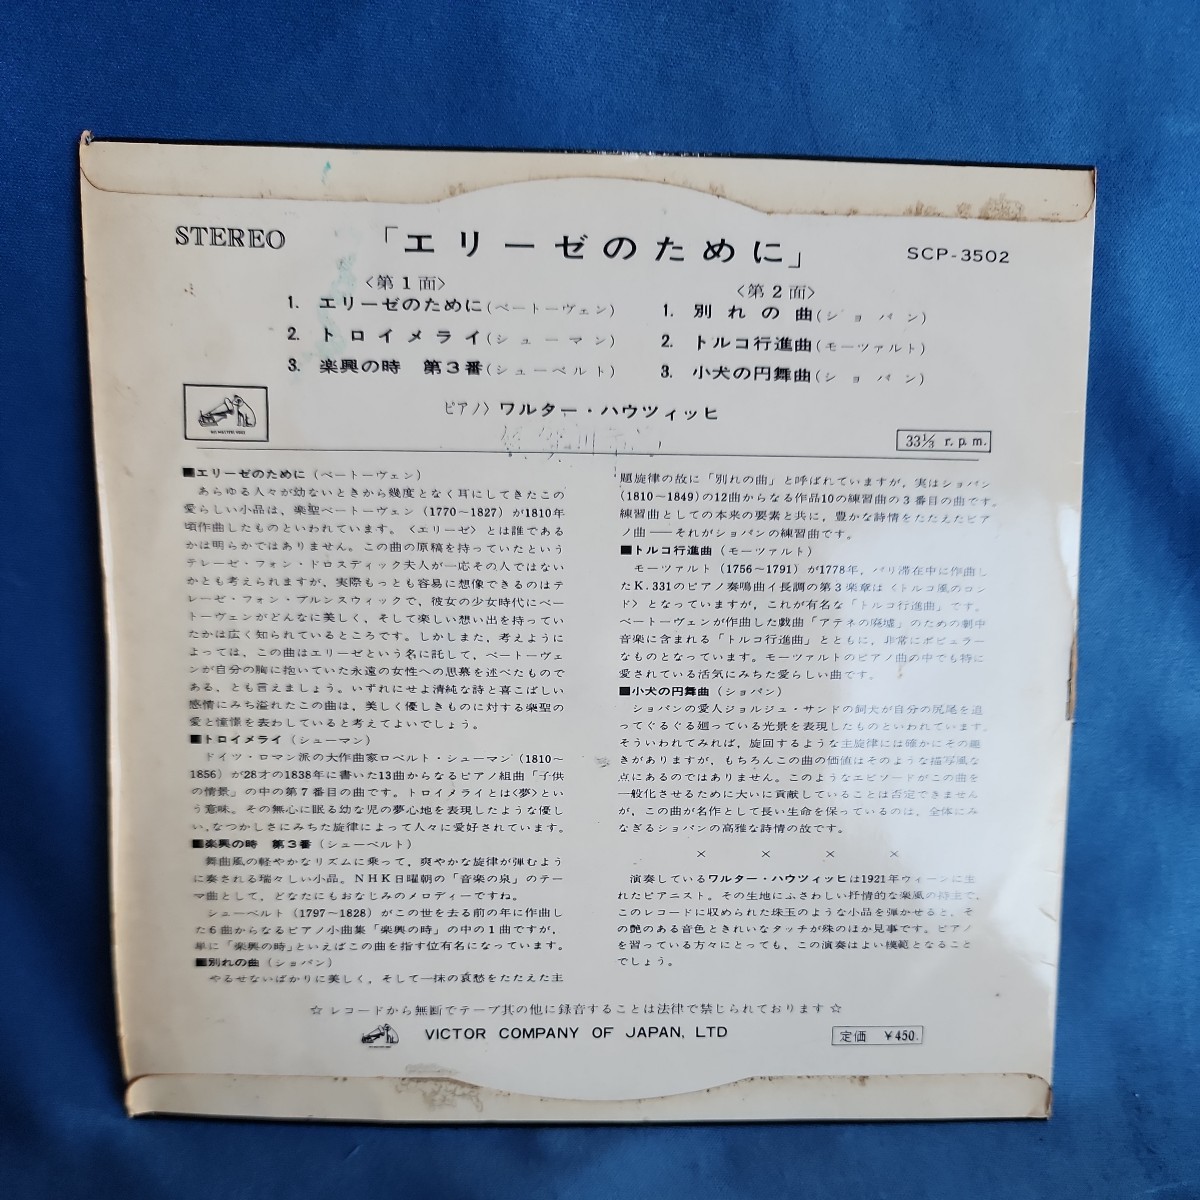 STEREO
「エリーゼのために」
SCP-3502
〈第1面〉
1. エリーゼのために(ベートーヴェン)
2. トロイメライ(シューマン)
3. 楽興の時 第3番(シューベルト)
〈第2面〉
1. 別れの曲(ショパン)
2. トルコ行進曲(モーツァルト)
3. 小犬の円舞曲(ショパン)
ピアノ〉ワルター・ハウツィッヒ
33⅓ r.p.m.
■エリーゼのために(ベートーヴェン)
あらゆる人々が幼ないときから幾度となく耳にしてきたこの
愛らしい小品は、楽聖ベートーヴェン(1770～1827)が1810年
頃作曲したものといわれています。〈エリーゼ〉とは誰である
かは明らかではありません。この曲の原稿を持っていたという
テレーゼ・フォン・ドロスディック夫人が一応その人ではない
かとも考えられますが、実際もっとも容易に想像できるのはテ
レーゼ・フォン・ブルンスウィックで、彼女の少女時代にベー
トーヴェンがどんなに美しく、そして楽しい想い出を持ってい
たかは広く知られているところです。しかしまた、考えように
よっては、この曲はエリーゼという名に託して、ベートーヴェ
ンが自分の胸に抱いていた永遠の女性への思慕を述べたもので
ある、とも言えましょう。いずれにせよ清純な詩と喜こばしい
感情にみち溢れたこの曲は、美しく優しきものに対する楽聖の
愛と憧憬を表わしていると考えてよいでしょう。
■トロイメライ(シューマン)
ドイツ・ロマン派の大作曲家ロベルト・シューマン(1810～
1856)が28才の1838年に書いた13曲からなるピアノ組曲「子供
の情景」の中の第7番目の曲です。トロイメライとは〈夢〉とい
う意味。その無心に眠る幼な児の夢心地を表現したような優し
い、なつかしさにみちた旋律によって人々に愛好されています。
■楽興の時 第3番(シューベルト)
舞曲風の軽やかなリズムに乗って、爽やかな旋律が弾むよう
に奏される瑞々しい小品。NHK日曜朝の「音楽の泉」のテー
マ曲として、どなたにもおなじみのメロディーですね。
シューベルト(1797～1828)がこの世を去る前の年に作曲し
た6曲からなるピアノ小曲集「楽興の時」の中の1曲ですが、
単に「楽興の時」といえばこの曲を指す位有名になっています。
■別れの曲(ショパン)
やるせないばかりに美しく、そして一抹の哀愁をたたえた主
題旋律の故に「別れの曲」と呼ばれていますが、実はショパン
(1810～1849)の12曲からなる作品10の練習曲の3番目の曲です。
練習曲としての本来の要素と共に、豊かな詩情をたたえたピア
ノ曲――それがショパンの練習曲です。
■トルコ行進曲(モーツァルト)
モーツァルト(1756～1791)が1778年、パリ滞在中に作曲し
たK.331のピアノ奏鳴曲イ長調の第3楽章は〈トルコ風のロン
ド〉となっていますが、これが有名な「トルコ行進曲」です。
ベートーヴェンが作曲した戯曲「アテネの廃墟」のための劇中
音楽に含まれる「トルコ行進曲」とともに、非常にポピュラー
なものとなっています。モーツァルトのピアノ曲の中でも特に
愛されている活気にみちた愛らしい曲です。
■小犬の円舞曲(ショパン)
ショパンの愛人ジョルジュ・サンドの飼犬が自分の尻尾を追
ってぐるぐる廻っている光景を表現したものといわれています。
そういわれてみれば、旋回するような主旋律には確かにその趣
きがありますが、もちろんこの曲の価値はそのような描写風な
点にあるのではありません。このようなエピソードがこの曲を
一般化させるために大いに貢献していることは否定できません
が、この曲が名作として長い生命を保っているのは、全体にみ
なぎるショパンの高雅な詩情の故です。
× × × ×
演奏しているワルター・ハウツィッヒは1921年ウィーンに生
れたピアニスト。その生地にふさわしい抒情的な楽風の持主で、
このレコードに収められた珠玉のような小品を弾かせると、そ
の艶のある音色ときれいなタッチが殊のほか見事です。ピアノ
を習っている方々にとっても、この演奏はよい模範となること
でしょう。
☆レコードから無断でテープ其の他に録音することは法律で禁じられております☆
VICTOR COMPANY OF JAPAN, LTD
定価 ¥450.